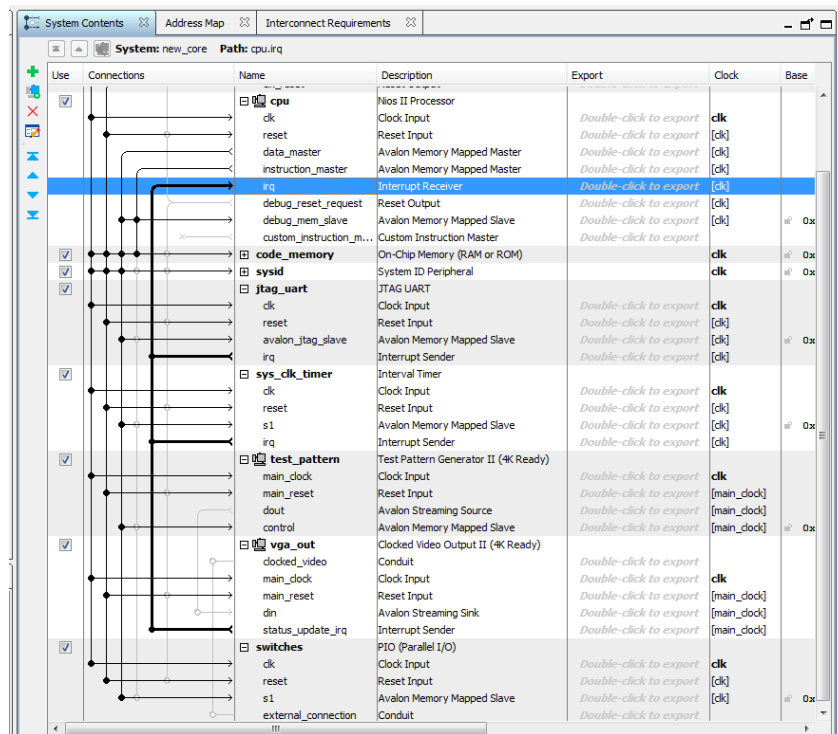 System Contents Address Map Interconnect Requirements
System: new_core Path: cpu.irq
Use Connections Name Description Export Clock Base
cpu Nios II Processor
clk Clock Input Double-click to export clk
reset Reset Input Double-click to export [clk]
data_master Avalon Memory Mapped Master Double-click to export [clk]
instruction_master Avalon Memory Mapped Master Double-click to export [clk]
irq Interrupt Receiver Double-click to export [clk]
debug_reset_request Reset Output Double-click to export [clk]
debug_mem_slave Avalon Memory Mapped Slave Double-click to export [clk] 0x
custom_instruction_m... Custom Instruction Master Double-click to export
code_memory On-Chip Memory (RAM or ROM) clk 0x
sysid System ID Peripheral clk 0x
jtag_uart JTAG UART
clk Clock Input Double-click to export clk
reset Reset Input Double-click to export [clk]
avalon_jtag_slave Avalon Memory Mapped Slave Double-click to export [clk] 0x
irq Interrupt Sender Double-click to export [clk]
sys_clk_timer Interval Timer
clk Clock Input Double-click to export clk
reset Reset Input Double-click to export [clk]
s1 Avalon Memory Mapped Slave Double-click to export [clk] 0x
irq Interrupt Sender Double-click to export [clk]
test_pattern Test Pattern Generator II (4K Ready)
main_clock Clock Input Double-click to export clk
main_reset Reset Input Double-click to export [main_clock]
dout Avalon Streaming Source Double-click to export [main_clock]
control Avalon Memory Mapped Slave Double-click to export [main_clock] 0x
vga_out Clocked Video Output II (4K Ready)
clocked_video Conduit Double-click to export
main_clock Clock Input Double-click to export clk
main_reset Reset Input Double-click to export [main_clock]
din Avalon Streaming Sink Double-click to export [main_clock]
status_update_irq Interrupt Sender Double-click to export [main_clock]
switches PIO (Parallel I/O)
clk Clock Input Double-click to export clk
reset Reset Input Double-click to export [clk]
s1 Avalon Memory Mapped Slave Double-click to export [clk] 0x
external_connection Conduit Double-click to export